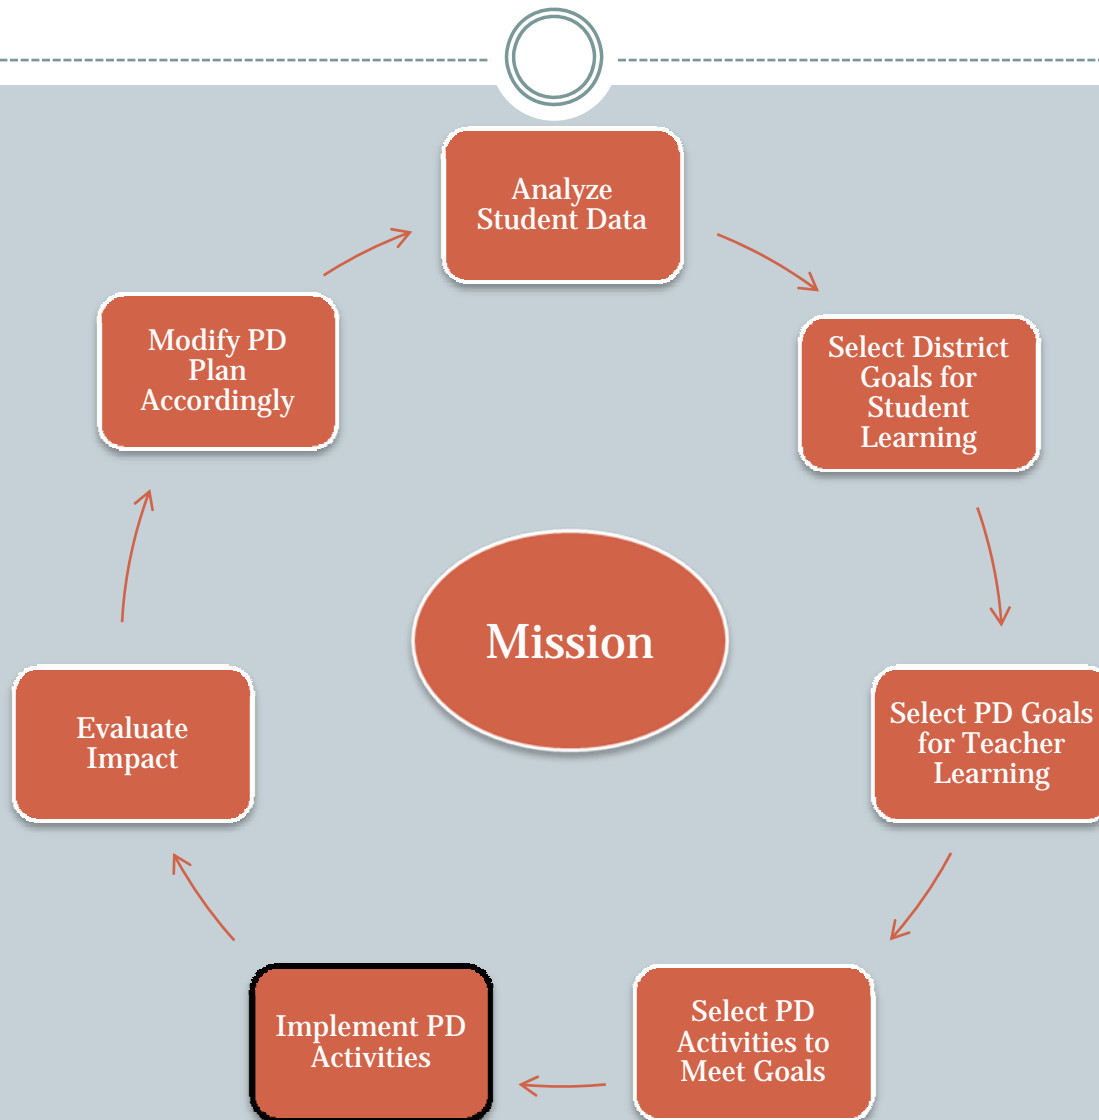 Analyze
Student Data
Select District
Goals for
Student
Learning
Select PD Goals
for Teacher
Learning
Select PD
Activities to
Meet Goals
Implement PD
Activities
Evaluate
Impact
Modify PD
Plan
Accordingly
Mission